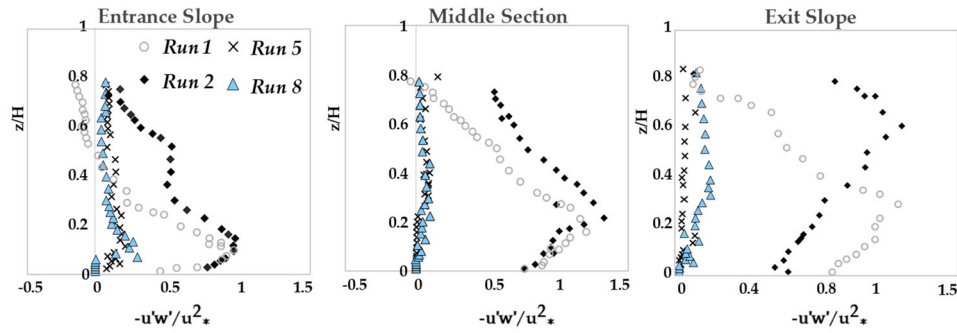 Entrance Slope
Middle Section
Exit Slope
Run 1
Run 5
Run 2
Run 8
z/H
1
0.8
0.6
0.4
0.2
0
-0.5 0 0.5 1 1.5
-u'w'/u²*
z/H
1
0.8
0.6
0.4
0.2
0
-0.5 0 0.5 1 1.5
-u'w'/u²*
z/H
1
0.8
0.6
0.4
0.2
0
0 0.4 0.8 1 1.5
-u'w'/u²*